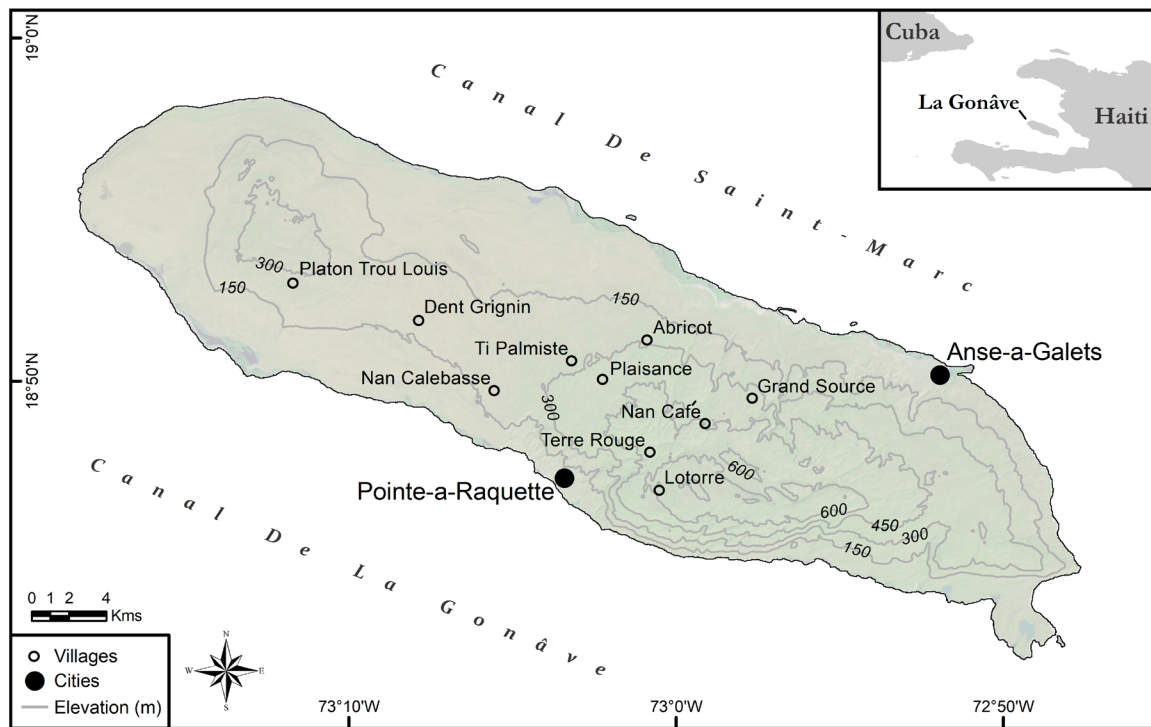 19°0'N
Canal De Saint-Marc
Cuba
La Gonâve
Haiti
300
Platon Trou Louis
150
Dent Grignin
150
Abricot
Ti Palmiste
Plaisance
Anse-a-Galets
18°50'N
Nan Calebasse
Grand Source
300
Nan Café
Terre Rouge
600
Lotorre
Pointe-a-Raquette
600
450
300
150
Canal De La Gonâve
0 1 2 4
Kms
Villages
Cities
Elevation (m)
N
W E
S
73°10'W
73°0'W
72°50'W